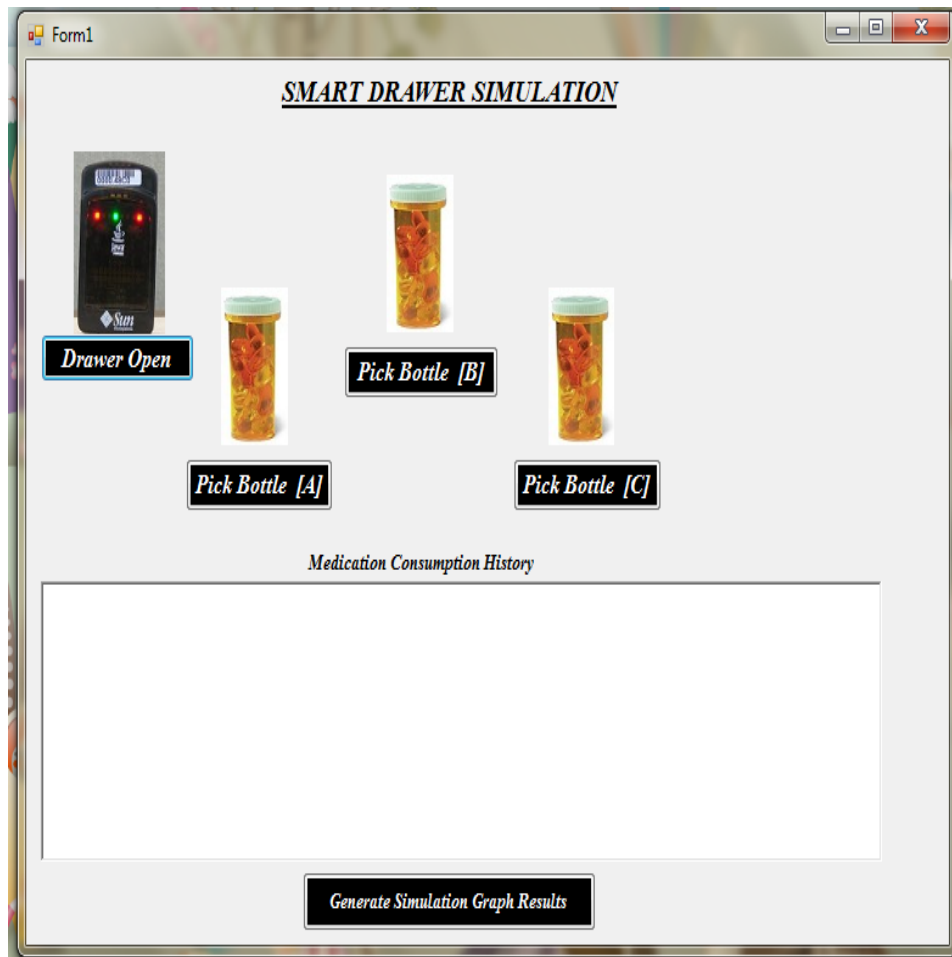 Form1
SMART DRAWER SIMULATION
Sun
Drawer Open
Pick Bottle [B]
Pick Bottle [A]
Pick Bottle [C]
Medication Consumption History
Generate Simulation Graph Results